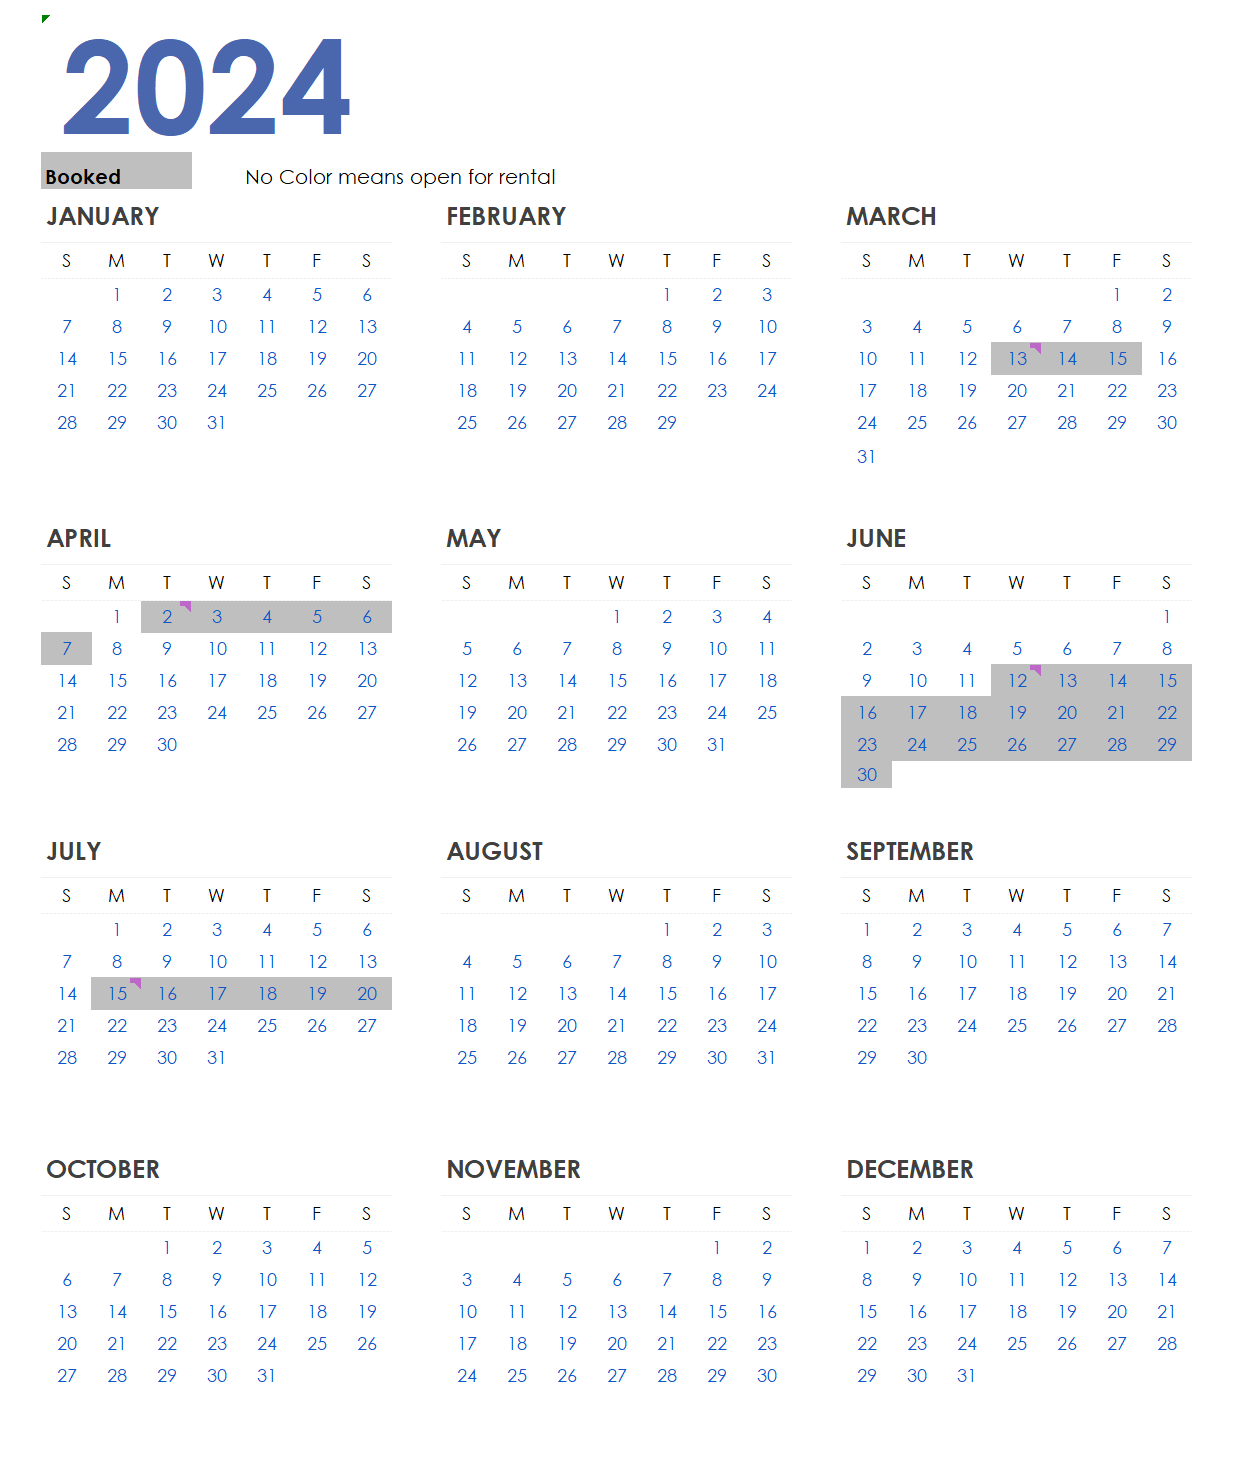 2024
Booked No Color means open for rental
JANUARY FEBRUARY MARCH
S M T W T F S S M T W T F S S M T W T F S
1 2 3 4 5 6 1 2 3 1 2
7 8 9 10 11 12 13 4 5 6 7 8 9 10 3 4 5 6 7 8 9
14 15 16 17 18 19 20 11 12 13 14 15 16 17 10 11 12 13 14 15 16
21 22 23 24 25 26 27 18 19 20 21 22 23 24 17 18 19 20 21 22 23
28 29 30 31 25 26 27 28 29 24 25 26 27 28 29 30
31
APRIL MAY JUNE
S M T W T F S S M T W T F S S M T W T F S
1 2 3 4 5 6 1 2 3 4 1
7 8 9 10 11 12 13 5 6 7 8 9 10 11 2 3 4 5 6 7 8
14 15 16 17 18 19 20 12 13 14 15 16 17 18 9 10 11 12 13 14 15
21 22 23 24 25 26 27 19 20 21 22 23 24 25 16 17 18 19 20 21 22
28 29 30 26 27 28 29 30 31 23 24 25 26 27 28 29
30
JULY AUGUST SEPTEMBER
S M T W T F S S M T W T F S S M T W T F S
1 2 3 4 5 6 1 2 3 1 2 3 4 5 6 7
7 8 9 10 11 12 13 4 5 6 7 8 9 10 8 9 10 11 12 13 14
14 15 16 17 18 19 20 11 12 13 14 15 16 17 15 16 17 18 19 20 21
21 22 23 24 25 26 27 18 19 20 21 22 23 24 22 23 24 25 26 27 28
28 29 30 31 25 26 27 28 29 30 31 29 30
OCTOBER NOVEMBER DECEMBER
S M T W T F S S M T W T F S S M T W T F S
1 2 3 4 5 1 2 1 2 3 4 5 6 7
6 7 8 9 10 11 12 3 4 5 6 7 8 9 8 9 10 11 12 13 14
13 14 15 16 17 18 19 10 11 12 13 14 15 16 15 16 17 18 19 20 21
20 21 22 23 24 25 26 17 18 19 20 21 22 23 22 23 24 25 26 27 28
27 28 29 30 31 24 25 26 27 28 29 30 29 30 31